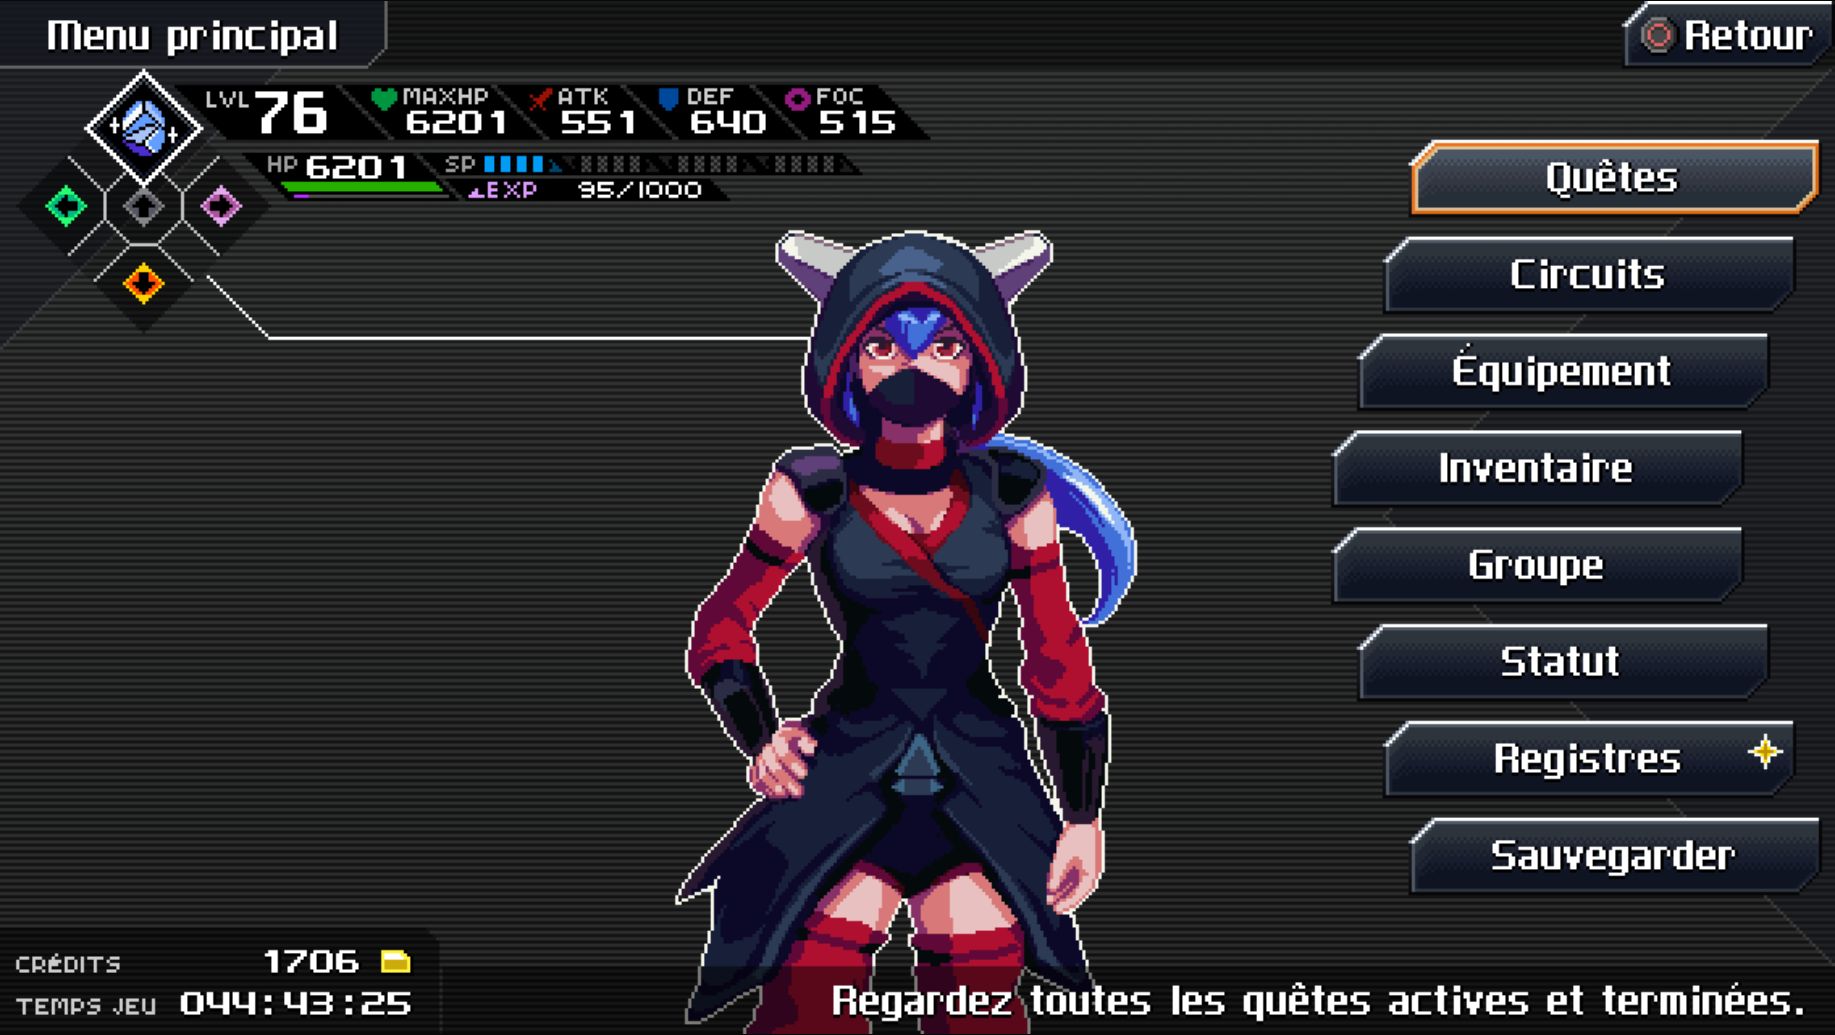 Menu principal
Retour
LVL 76 MAXHP 6201 ATK 551 DEF 640 FOC 515
HP 6201 SP
EXP 95/1000
Quêtes
Circuits
Équipement
Inventaire
Groupe
Statut
Registres
Sauvegarder
CRÉDITS 1706
TEMPS JEU 044:43:25
Regardez toutes les quêtes actives et terminées.